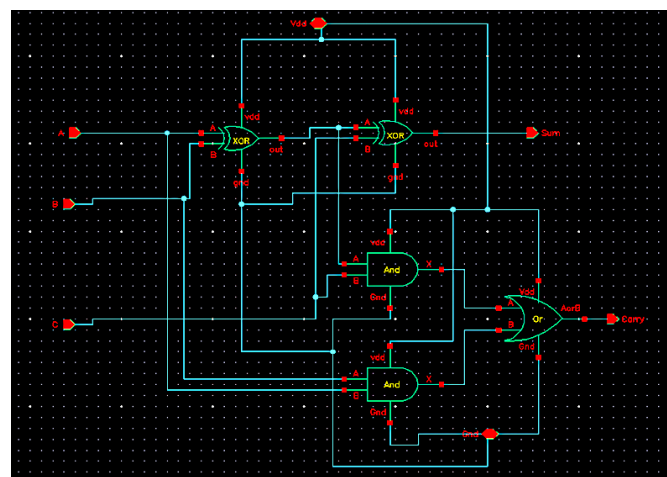 Vdd
vdd
vdd
A
A
XOR
out
A
XOR
out
Sum
B
B
gnd
gnd
B
vdd
A
And
X
B
Gnd
Vdd
A
AorB
Or
Carry
B
Gnd
C
vdd
A
And
X
B
Gnd
Gnd